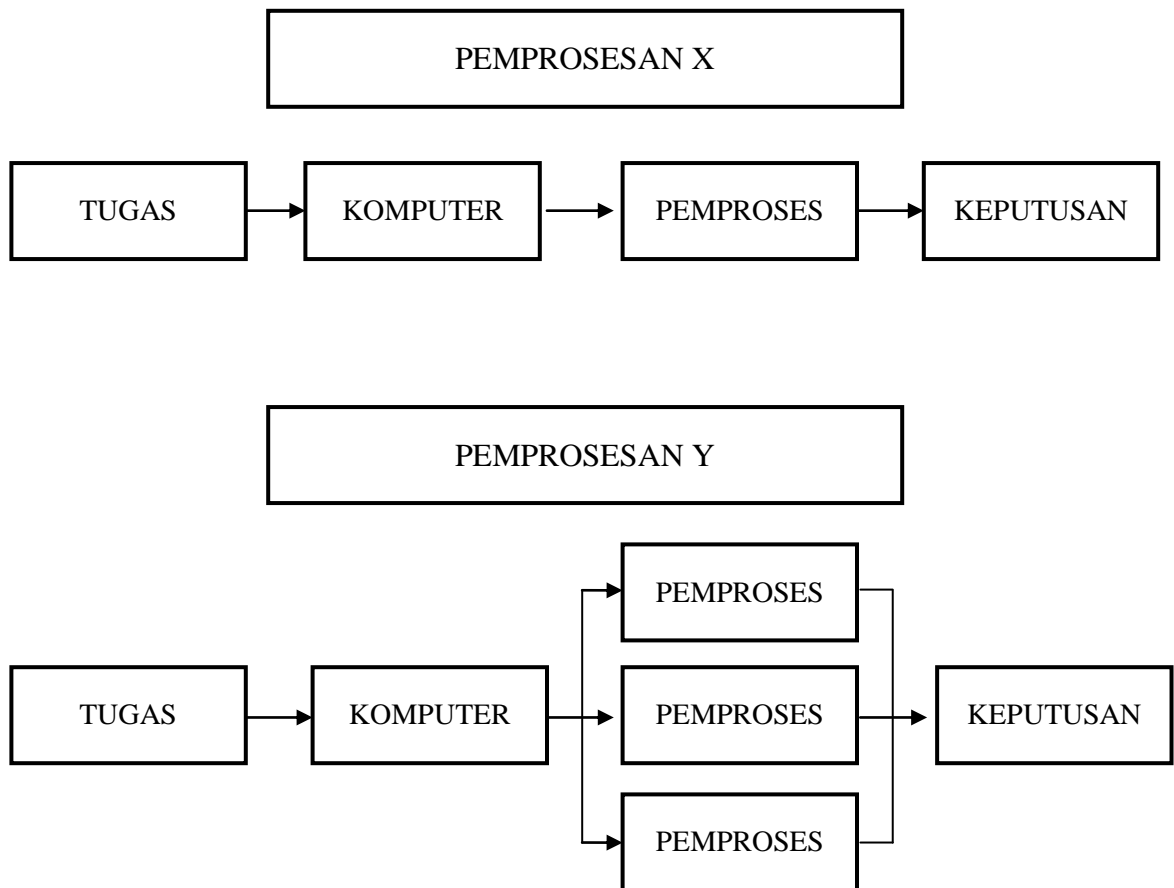 PEMPROSESAN X
TUGAS
KOMPUTER
PEMPROSES
KEPUTUSAN
PEMPROSESAN Y
PEMPROSES
TUGAS
KOMPUTER
PEMPROSES
KEPUTUSAN
PEMPROSES